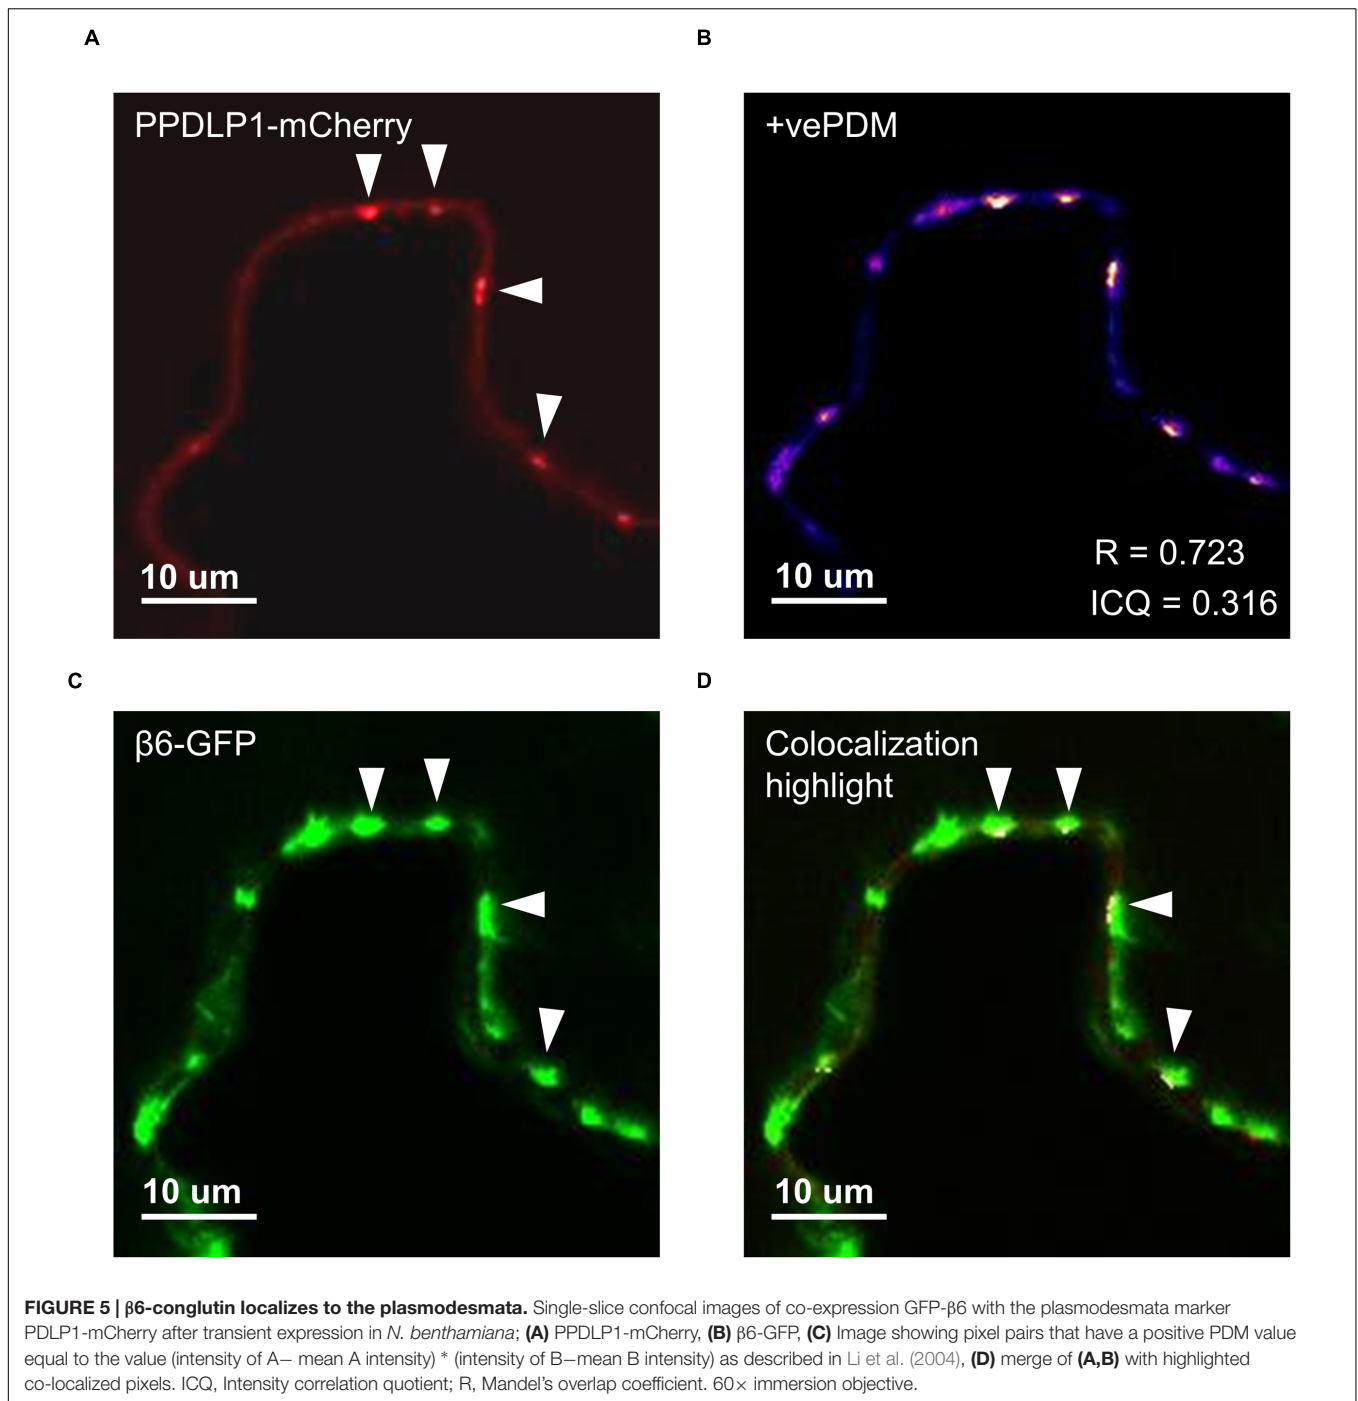 A
B
PPDLP1-mCherry
+vePDM
10 um
10 um
R = 0.723
ICQ = 0.316
C
D
β6-GFP
Colocalization
highlight
10 um
10 um
FIGURE 5 | β6-conglutin localizes to the plasmodesmata. Single-slice confocal images of co-expression GFP-β6 with the plasmodesmata marker
PDLP1-mCherry after transient expression in N. benthamiana; (A) PPDLP1-mCherry, (B) β6-GFP, (C) Image showing pixel pairs that have a positive PDM value
equal to the value (intensity of A− mean A intensity) * (intensity of B−mean B intensity) as described in Li et al. (2004), (D) merge of (A,B) with highlighted
co-localized pixels. ICQ, Intensity correlation quotient; R, Mandel's overlap coefficient. 60× immersion objective.